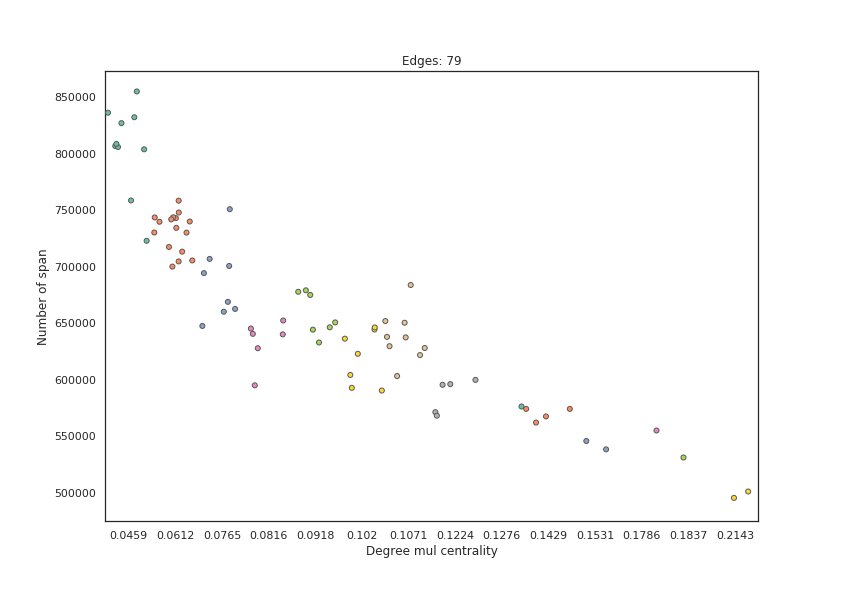 Edges: 79
850000
800000
750000
700000
650000
600000
550000
500000
Number of span
0.0459 0.0612 0.0765 0.0816 0.0918 0.102 0.1071 0.1224 0.1276 0.1429 0.1531 0.1786 0.1837 0.2143
Degree mul centrality